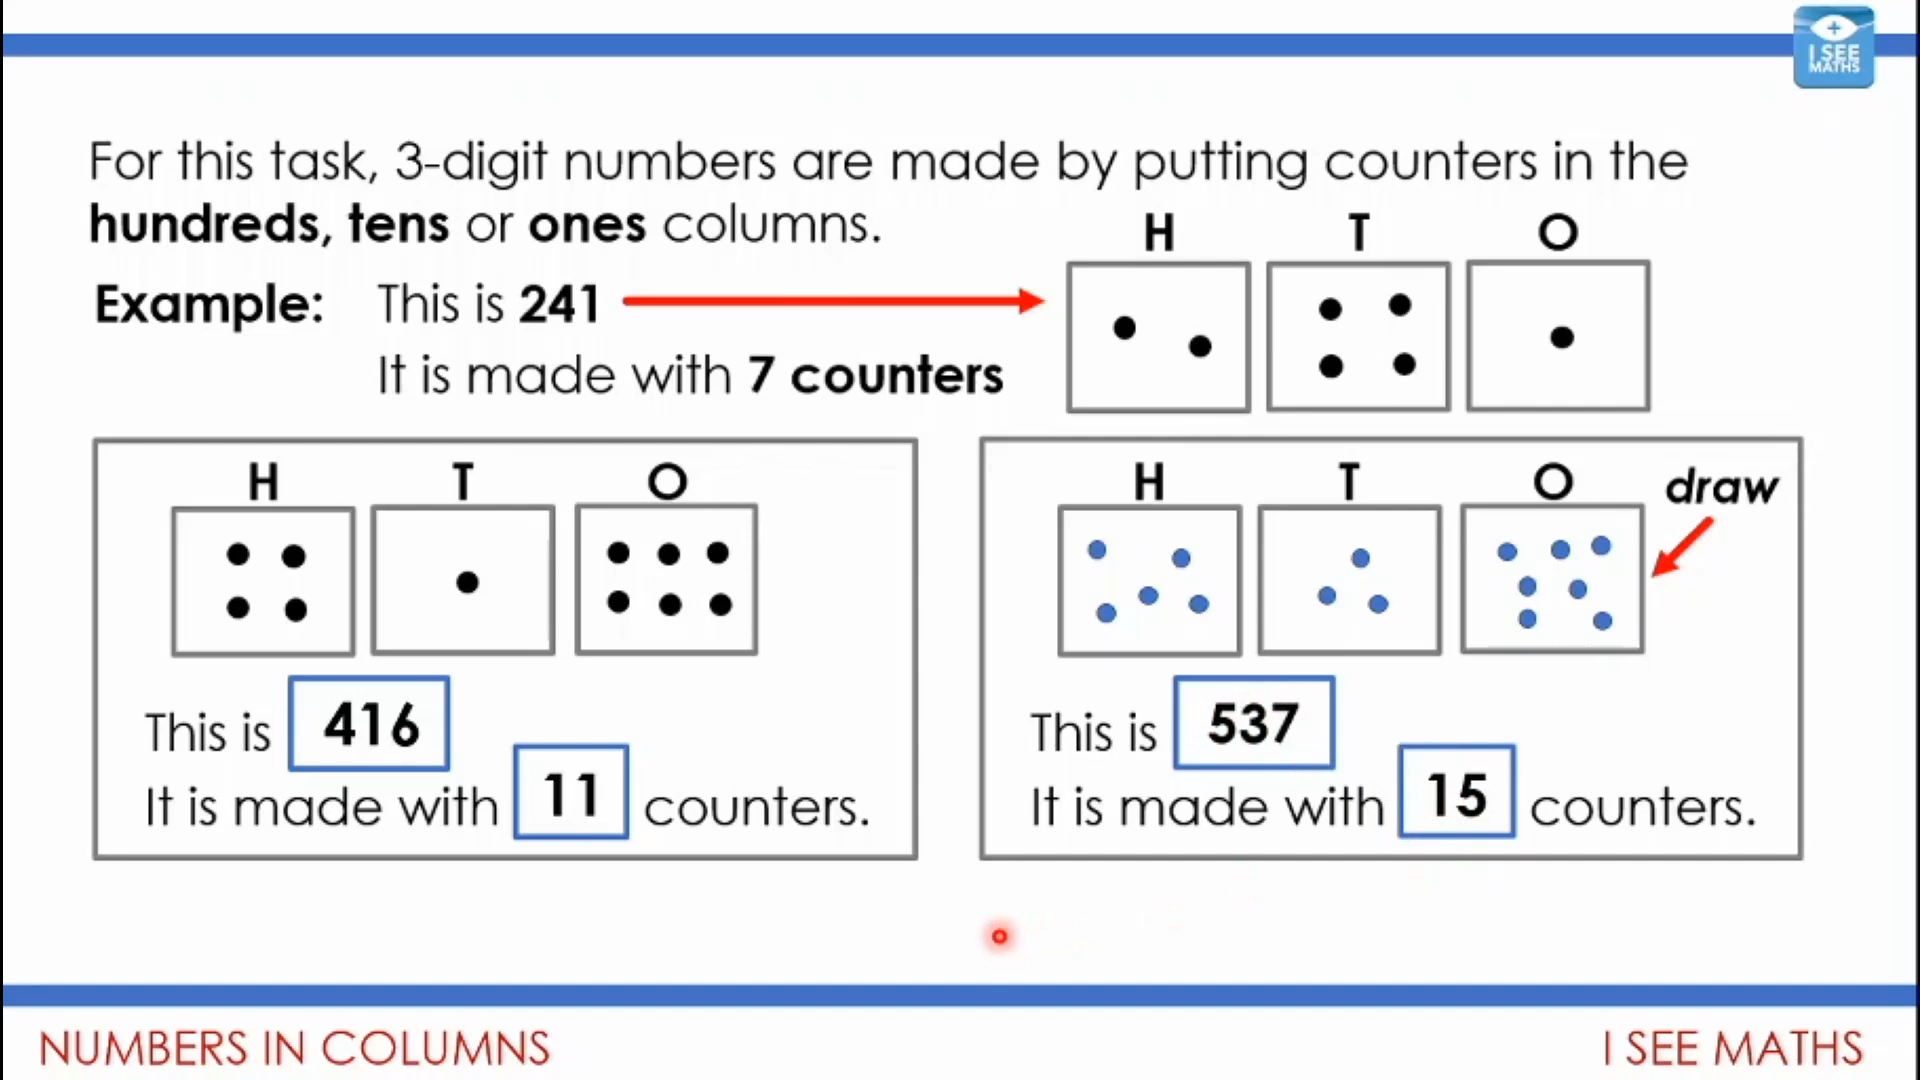 I SEE
MATHS
For this task, 3-digit numbers are made by putting counters in the
hundreds, tens or ones columns.
H T O
Example: This is 241
It is made with 7 counters
H T O
This is 416
It is made with 11 counters.
H T O draw
This is 537
It is made with 15 counters.
NUMBERS IN COLUMNS
I SEE MATHS